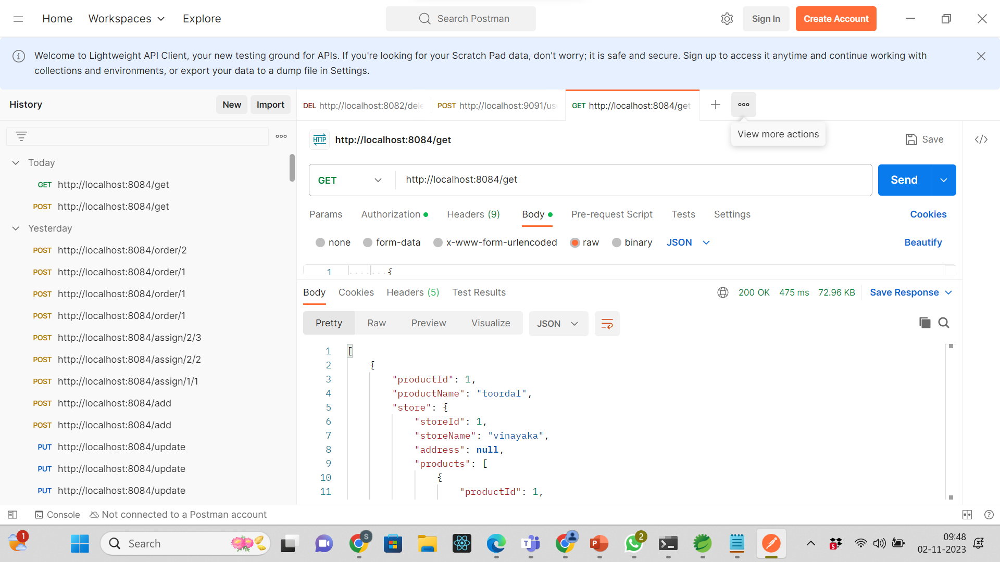 Home Workspaces Explore
Search Postman
Sign In Create Account
Welcome to Lightweight API Client, your new testing ground for APIs. If you're looking for your Scratch Pad data, don't worry; it is safe and secure. Sign up to access it anytime and continue working with
collections and environments, or export your data to a dump file in Settings.
History New Import
Today
GET http://localhost:8084/get
POST http://localhost:8084/get
Yesterday
POST http://localhost:8084/order/2
POST http://localhost:8084/order/1
POST http://localhost:8084/order/1
POST http://localhost:8084/order/1
POST http://localhost:8084/assign/2/3
POST http://localhost:8084/assign/2/2
POST http://localhost:8084/assign/1/1
POST http://localhost:8084/add
POST http://localhost:8084/add
PUT http://localhost:8084/update
PUT http://localhost:8084/update
PUT http://localhost:8084/update
DEL http://localhost:8082/dele
POST http://localhost:9091/us
GET http://localhost:8084/get
View more actions
HTTP http://localhost:8084/get
Save
GET http://localhost:8084/get
Send
Params Authorization Headers (9) Body Pre-request Script Tests Settings Cookies
none form-data x-www-form-urlencoded raw binary JSON Beautify
1 {
Body Cookies Headers (5) Test Results 200 OK 475 ms 72.96 KB Save Response
Pretty Raw Preview Visualize JSON
1 [
2 {
3 "productId": 1,
4 "productName": "toordal",
5 "store": {
6 "storeId": 1,
7 "storeName": "vinayaka",
8 "address": null,
9 "products": [
10 {
11 "productId": 1,
Console Not connected to a Postman account
1
Search
S
T
P
2
5
09:48
02-11-2023